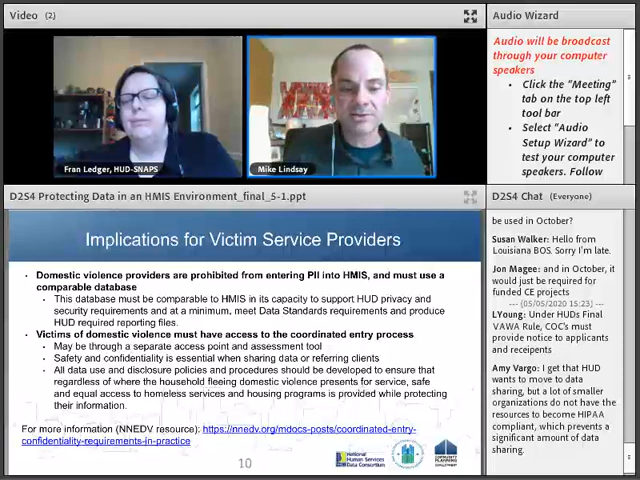 Video (2)
Fran Ledger, HUD-SNAPS
Mike Lindsay
Audio Wizard
Audio will be broadcast
through your computer
speakers
• Click the "Meeting"
tab on the top left
tool bar
• Select "Audio
Setup Wizard" to
test your computer
speakers. Follow
D2S4 Protecting Data in an HMIS Environment_final_5-1.ppt
Implications for Victim Service Providers
• Domestic violence providers are prohibited from entering PII into HMIS, and must use a
comparable database
• This database must be comparable to HMIS in its capacity to support HUD privacy and
security requirements and at a minimum, meet Data Standards requirements and produce
HUD required reporting files.
• Victims of domestic violence must have access to the coordinated entry process
• May be through a separate access point and assessment tool
• Safety and confidentiality is essential when sharing data or referring clients
• All data use and disclosure policies and procedures should be developed to ensure that
regardless of where the household fleeing domestic violence presents for service, safe
and equal access to homeless services and housing programs is provided while protecting
their information.
For more information (NNEDV resource): https://nnedv.org/mdocs-posts/coordinated-entry-
confidentiality-requirements-in-practice
National
Human Services
Data Consortium
COMMUNITY PLANNING
DEVELOPMENT
10
D2S4 Chat (Everyone)
be used in October?
Susan Walker: Hello from
Louisiana BOS. Sorry I'm late.
Jon Magee: and in October, it
would just be required for
funded CE projects
--- (05/05/2020 15:23) ---
LYoung: Under HUDs Final
VAWA Rule, COC's must
provide notice to applicants
and receipents
Amy Vargo: I get that HUD
wants to move to data
sharing, but a lot of smaller
organizations do not have the
resources to become HIPAA
compliant, which prevents a
significant amount of data
sharing.